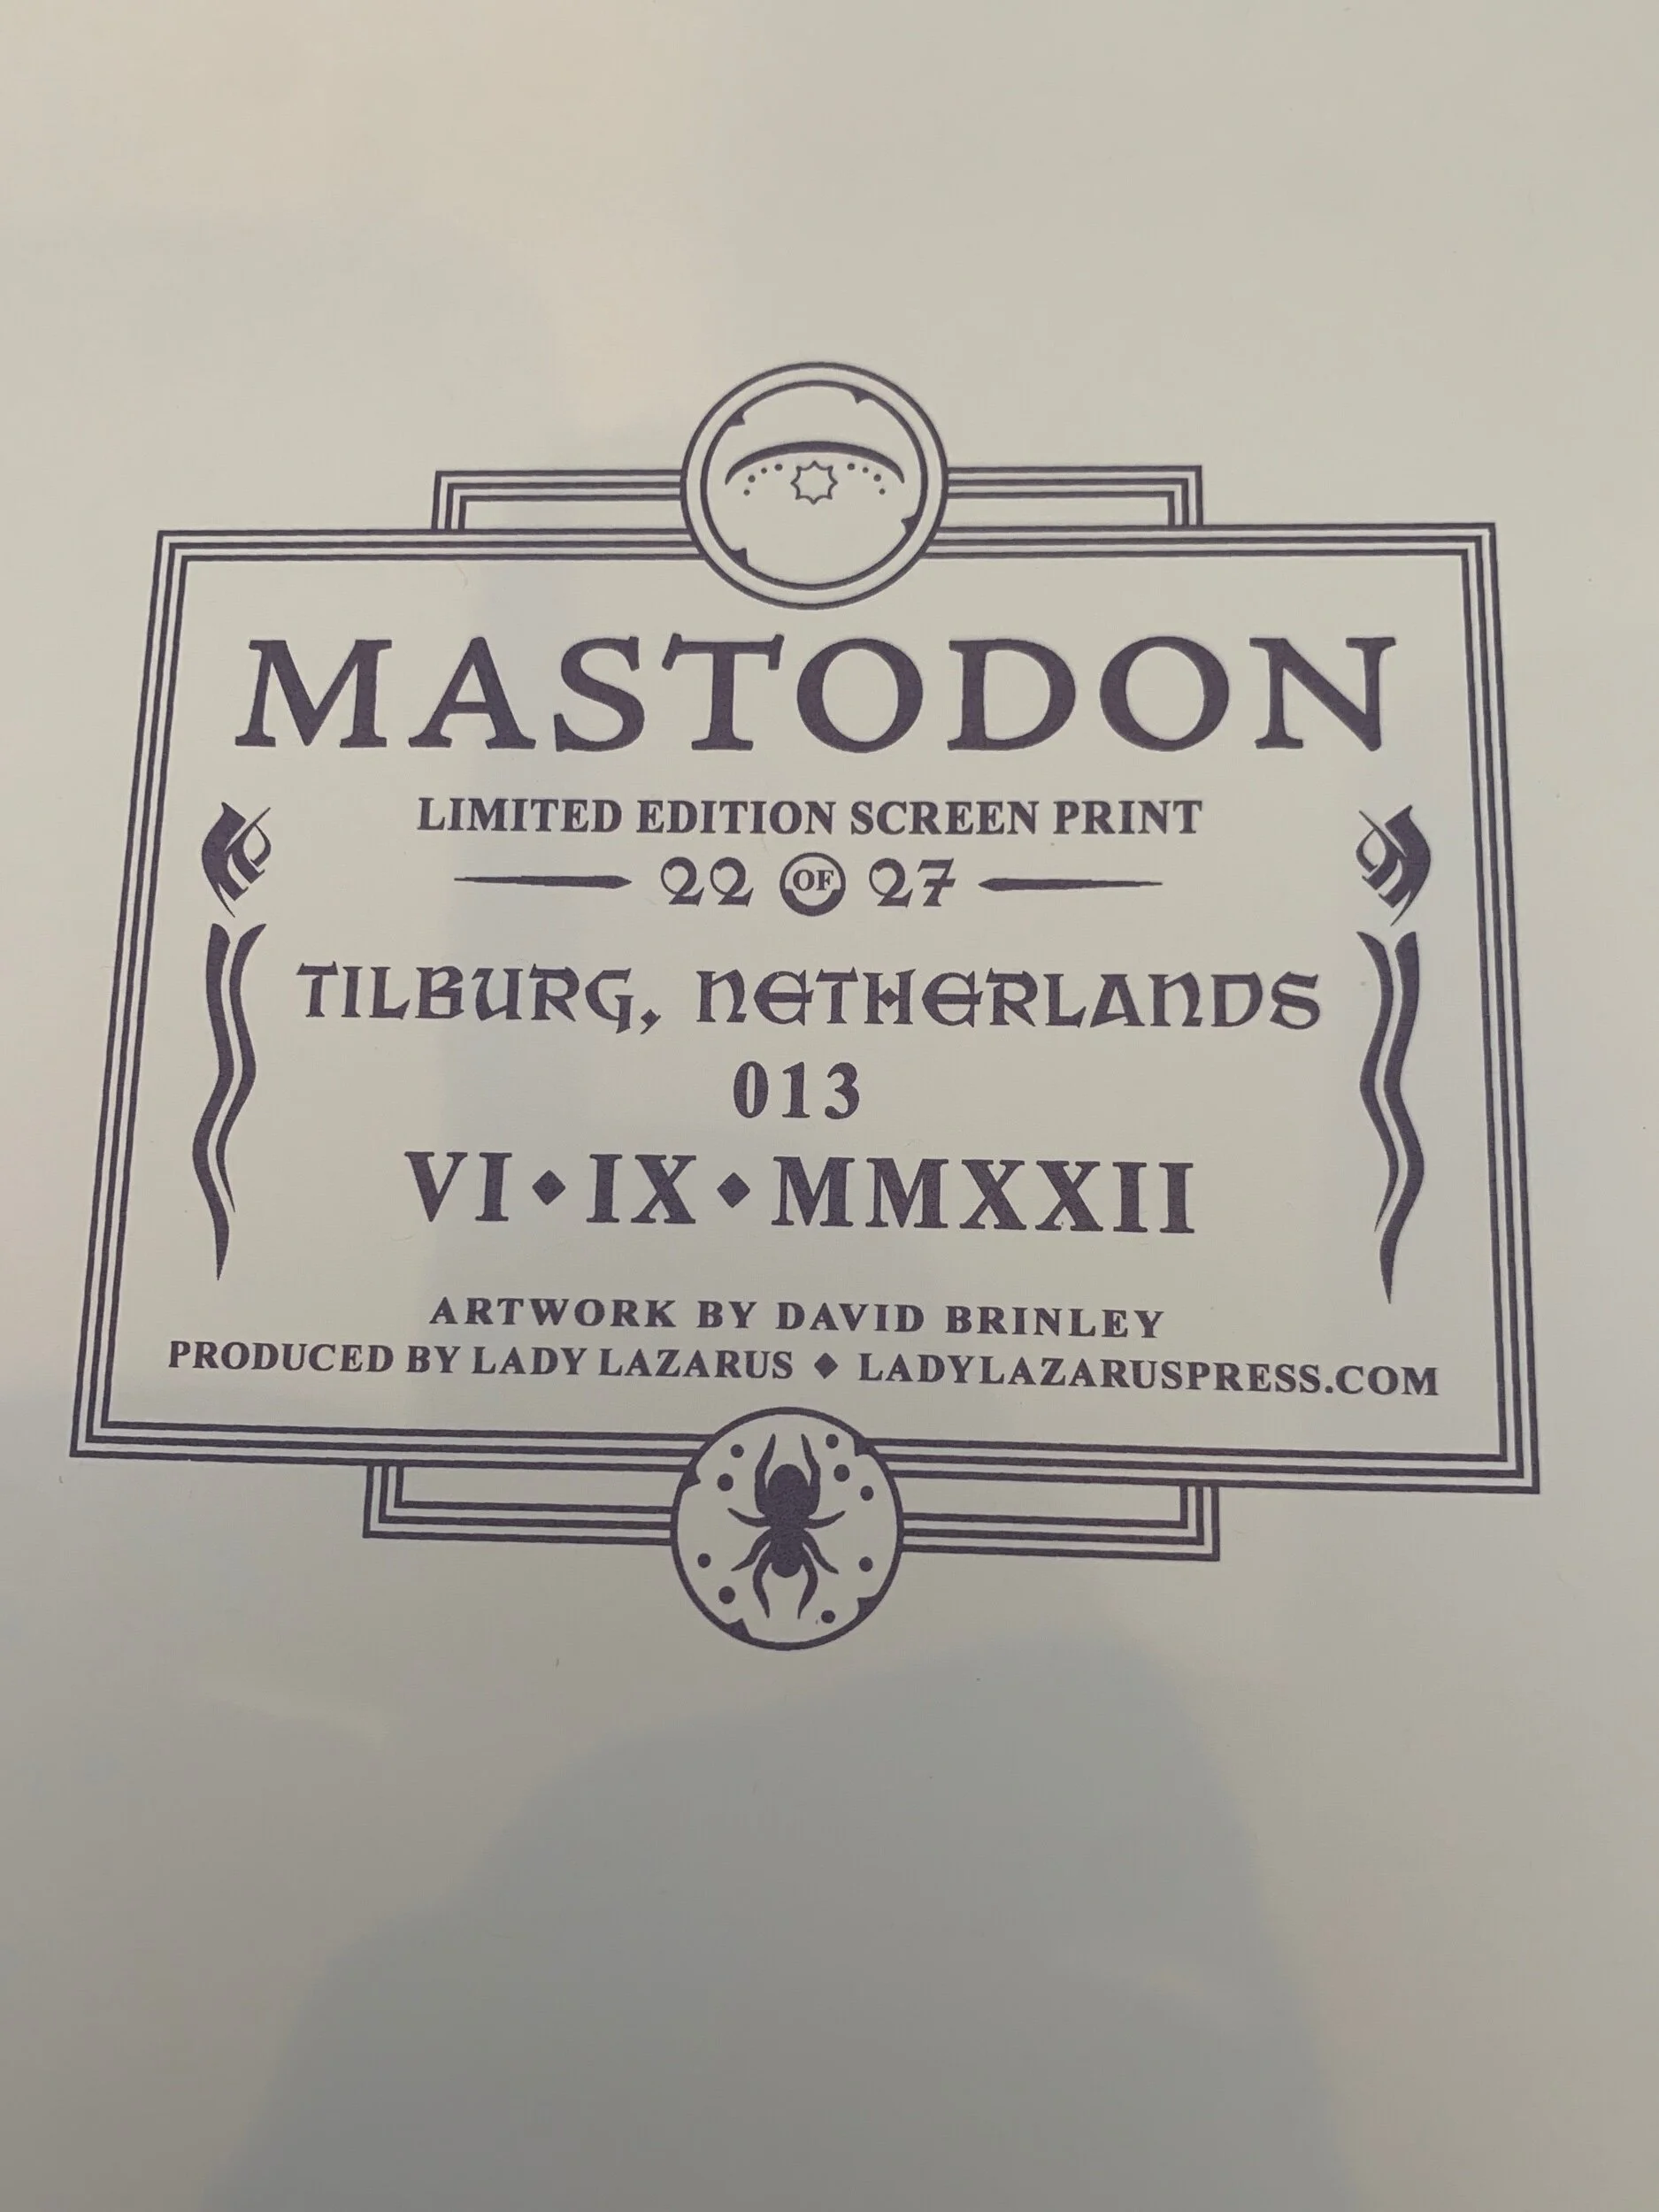 MASTODON
LIMITED EDITION SCREEN PRINT
22 OF 27
TILBURG, NETHERLANDS
013
VI◆IX◆MMXXII
ARTWORK BY DAVID BRINLEY
PRODUCED BY LADY LAZARUS ◆ LADYLAZARUSPRESS.COM